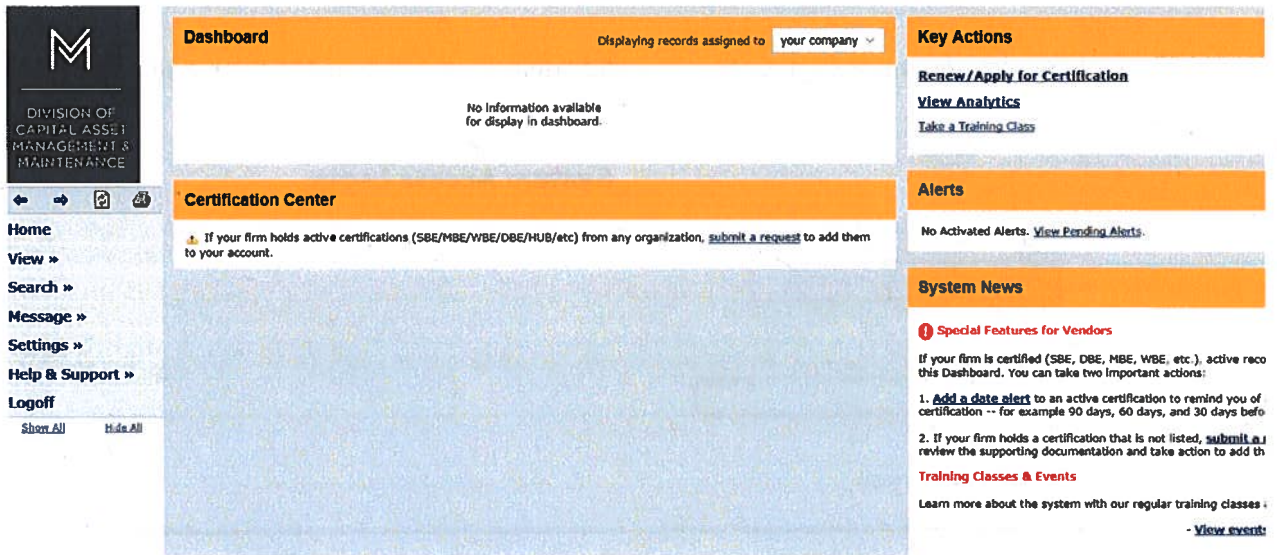 DIVISION OF
CAPITAL ASSET
MANAGEMENT &
MAINTENANCE
Home
View »
Search »
Message »
Settings »
Help & Support »
Logoff
Show All Hide All
Dashboard
Displaying records assigned to your company
No information available
for display in dashboard.
Certification Center
If your firm holds active certifications (SBE/MBE/WBE/DBE/HUB/etc) from any organization, submit a request to add them
to your account.
Key Actions
Renew/Apply for Certification
View Analytics
Take a Training Class
Alerts
No Activated Alerts. View Pending Alerts.
System News
Special Features for Vendors
If your firm is certified (SBE, DBE, MBE, WBE, etc.), active reco
this Dashboard. You can take two important actions:
1. Add a date alert to an active certification to remind you of
certification -- for example 90 days, 60 days, and 30 days befo
2. If your firm holds a certification that is not listed, submit a
review the supporting documentation and take action to add th
Training Classes & Events
Learn more about the system with our regular training classes
- View events